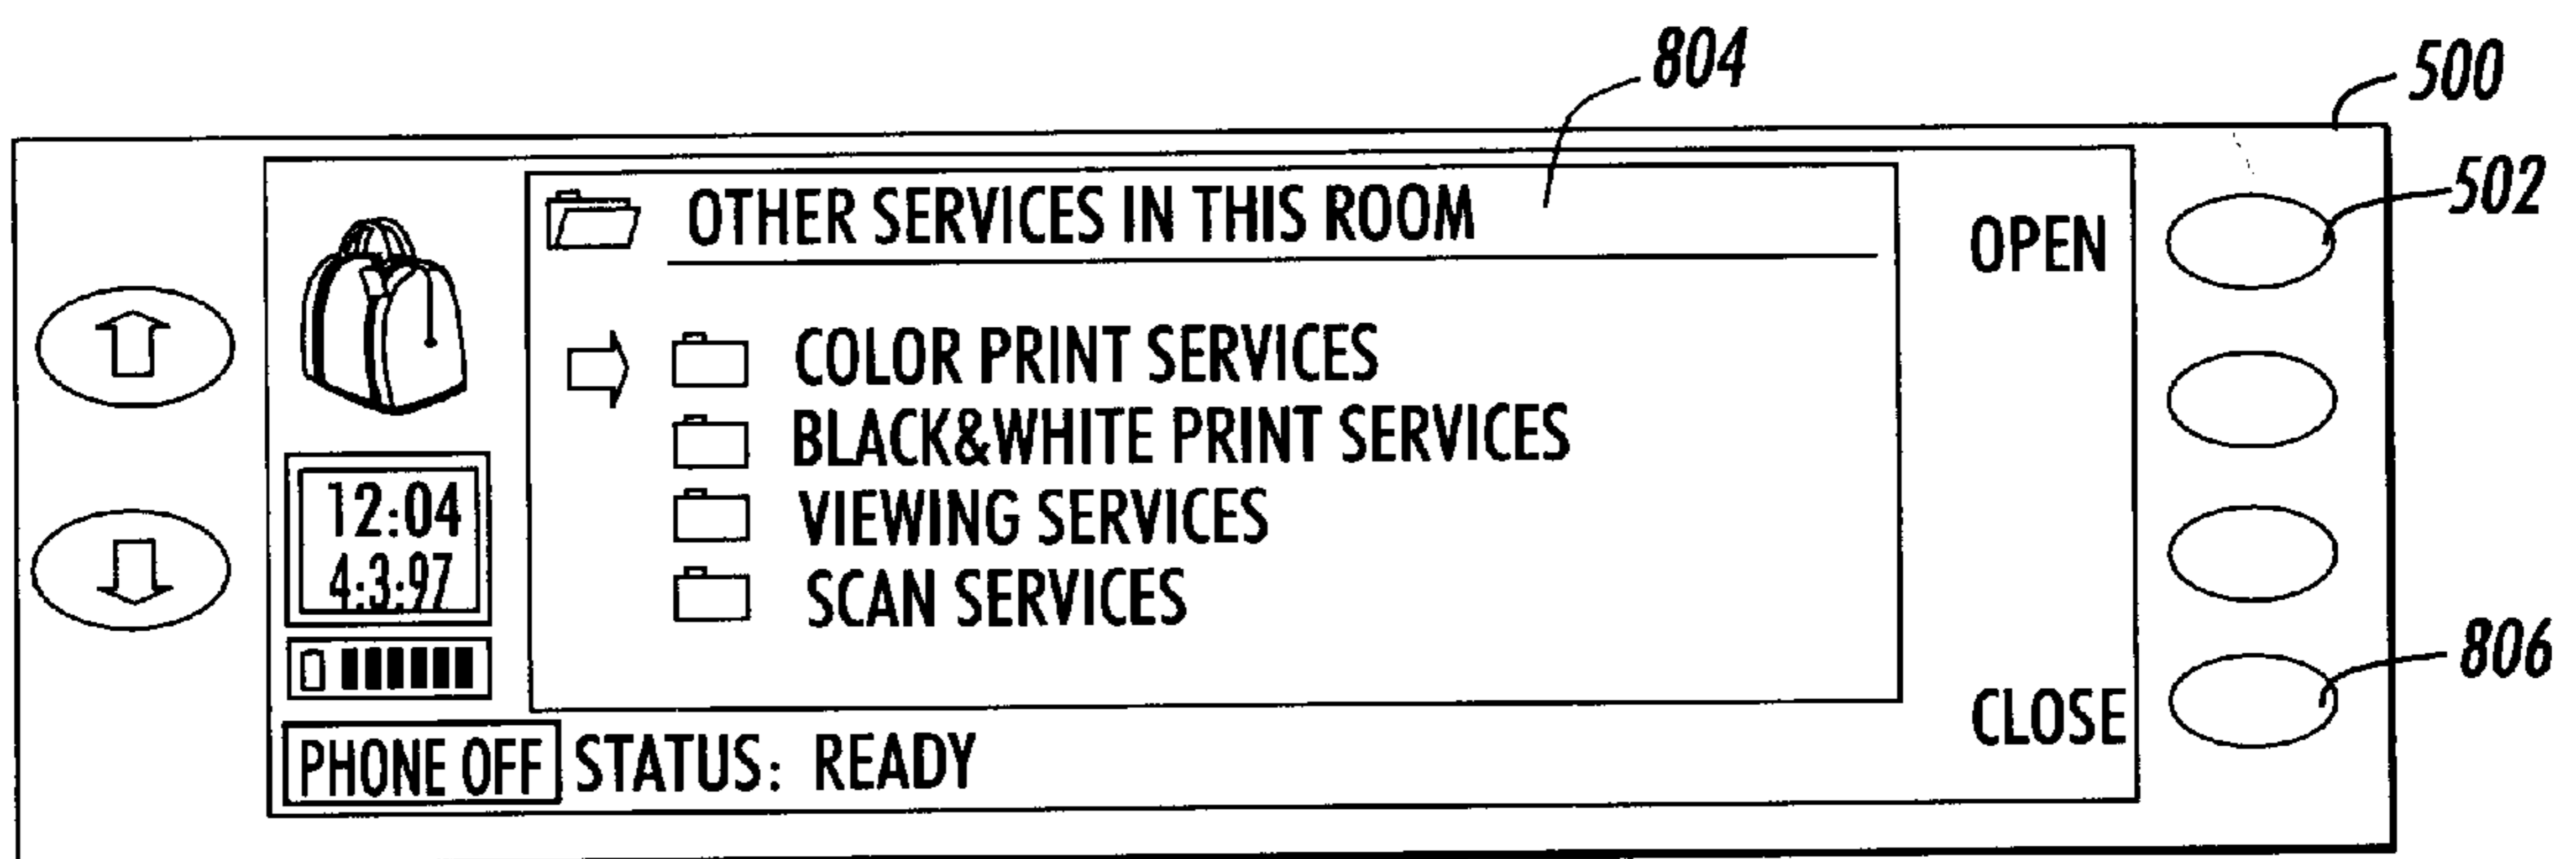 804
500
502
OTHER SERVICES IN THIS ROOM
OPEN
COLOR PRINT SERVICES
BLACK&WHITE PRINT SERVICES
VIEWING SERVICES
SCAN SERVICES
12:04
4:3:97
806
CLOSE
PHONE OFF STATUS: READY